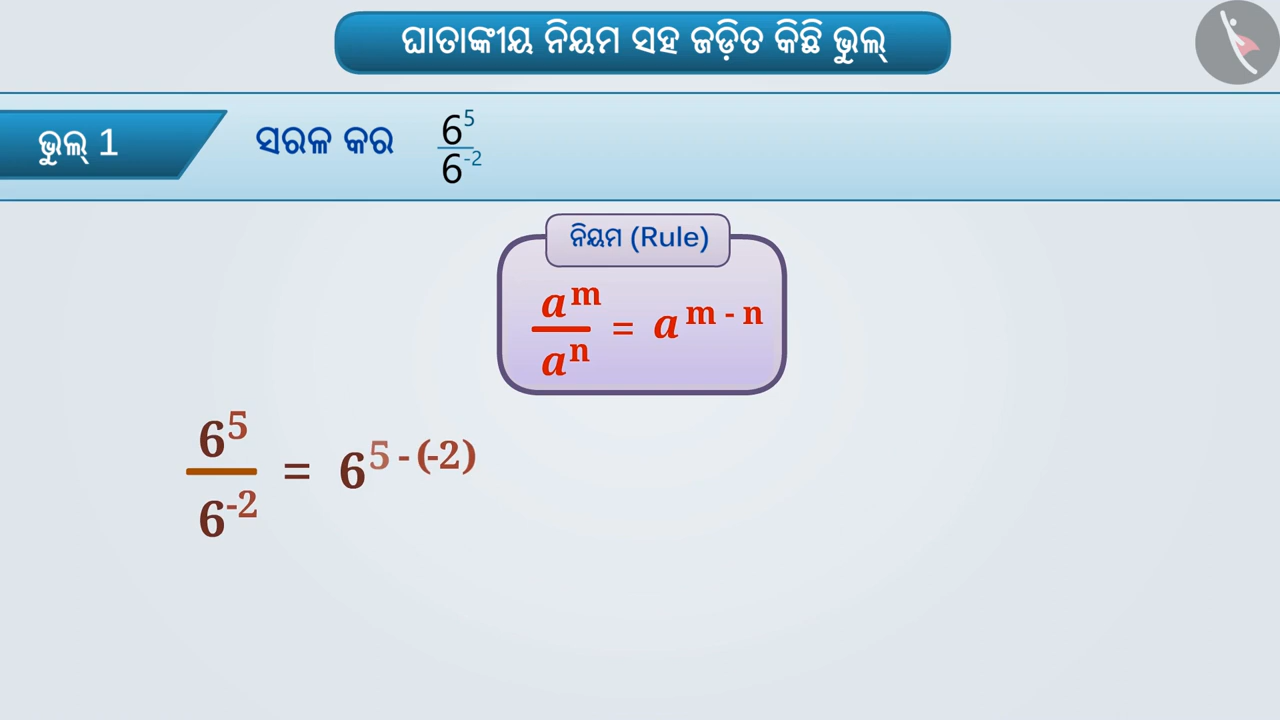 ଘାତାଙ୍କୀୟ ନିୟମ ସହ ଜଡ଼ିତ କିଛି ଭୁଲ୍
ଭୁଲ୍ 1
ସରଳ କର 6^5 / 6^-2
ନିୟମ (Rule)
a^m / a^n = a^m - n
6^5 / 6^-2 = 6^5 - (-2)